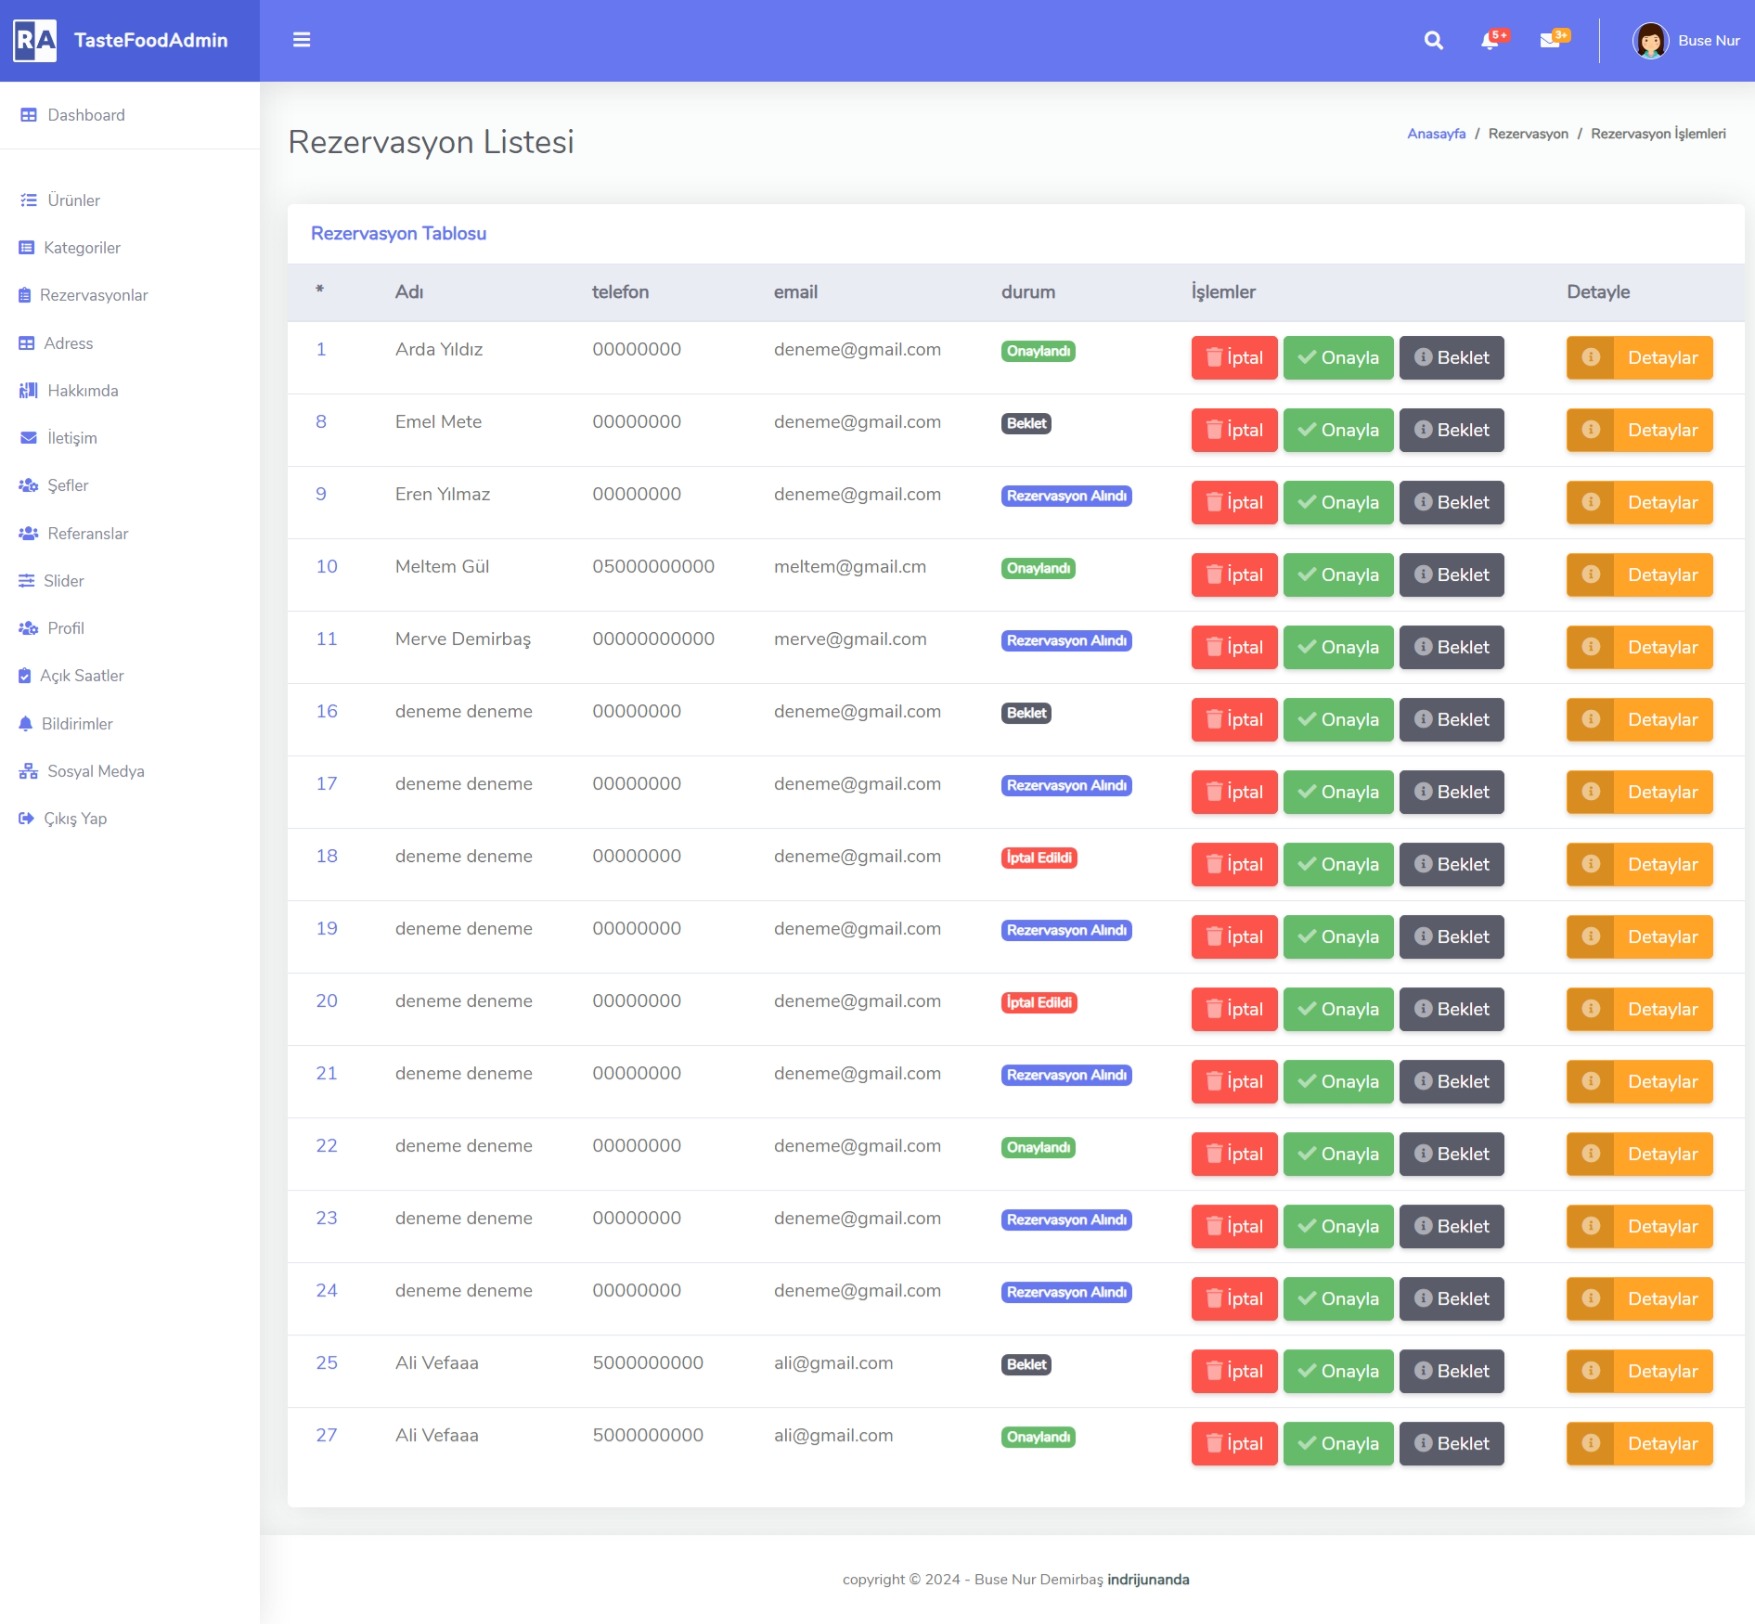 RA TasteFoodAdmin 5+ 3+ Buse Nur
Dashboard
Ürünler
Kategoriler
Rezervasyonlar
Adress
Hakkımda
İletişim
Şefler
Referanslar
Slider
Profil
Açık Saatler
Bildirimler
Sosyal Medya
Çıkış Yap
Rezervasyon Listesi
Anasayfa / Rezervasyon / Rezervasyon İşlemleri
Rezervasyon Tablosu
* Adı telefon email durum İşlemler Detayle
1 Arda Yıldız 00000000 deneme@gmail.com Onaylandı İptal Onayla Beklet Detaylar
8 Emel Mete 00000000 deneme@gmail.com Beklet İptal Onayla Beklet Detaylar
9 Eren Yılmaz 00000000 deneme@gmail.com Rezervasyon Alındı İptal Onayla Beklet Detaylar
10 Meltem Gül 05000000000 meltem@gmail.cm Onaylandı İptal Onayla Beklet Detaylar
11 Merve Demirbaş 00000000000 merve@gmail.com Rezervasyon Alındı İptal Onayla Beklet Detaylar
16 deneme deneme 00000000 deneme@gmail.com Beklet İptal Onayla Beklet Detaylar
17 deneme deneme 00000000 deneme@gmail.com Rezervasyon Alındı İptal Onayla Beklet Detaylar
18 deneme deneme 00000000 deneme@gmail.com İptal Edildi İptal Onayla Beklet Detaylar
19 deneme deneme 00000000 deneme@gmail.com Rezervasyon Alındı İptal Onayla Beklet Detaylar
20 deneme deneme 00000000 deneme@gmail.com İptal Edildi İptal Onayla Beklet Detaylar
21 deneme deneme 00000000 deneme@gmail.com Rezervasyon Alındı İptal Onayla Beklet Detaylar
22 deneme deneme 00000000 deneme@gmail.com Onaylandı İptal Onayla Beklet Detaylar
23 deneme deneme 00000000 deneme@gmail.com Rezervasyon Alındı İptal Onayla Beklet Detaylar
24 deneme deneme 00000000 deneme@gmail.com Rezervasyon Alındı İptal Onayla Beklet Detaylar
25 Ali Vefaaa 5000000000 ali@gmail.com Beklet İptal Onayla Beklet Detaylar
27 Ali Vefaaa 5000000000 ali@gmail.com Onaylandı İptal Onayla Beklet Detaylar
copyright © 2024 - Buse Nur Demirbaş indrijunanda